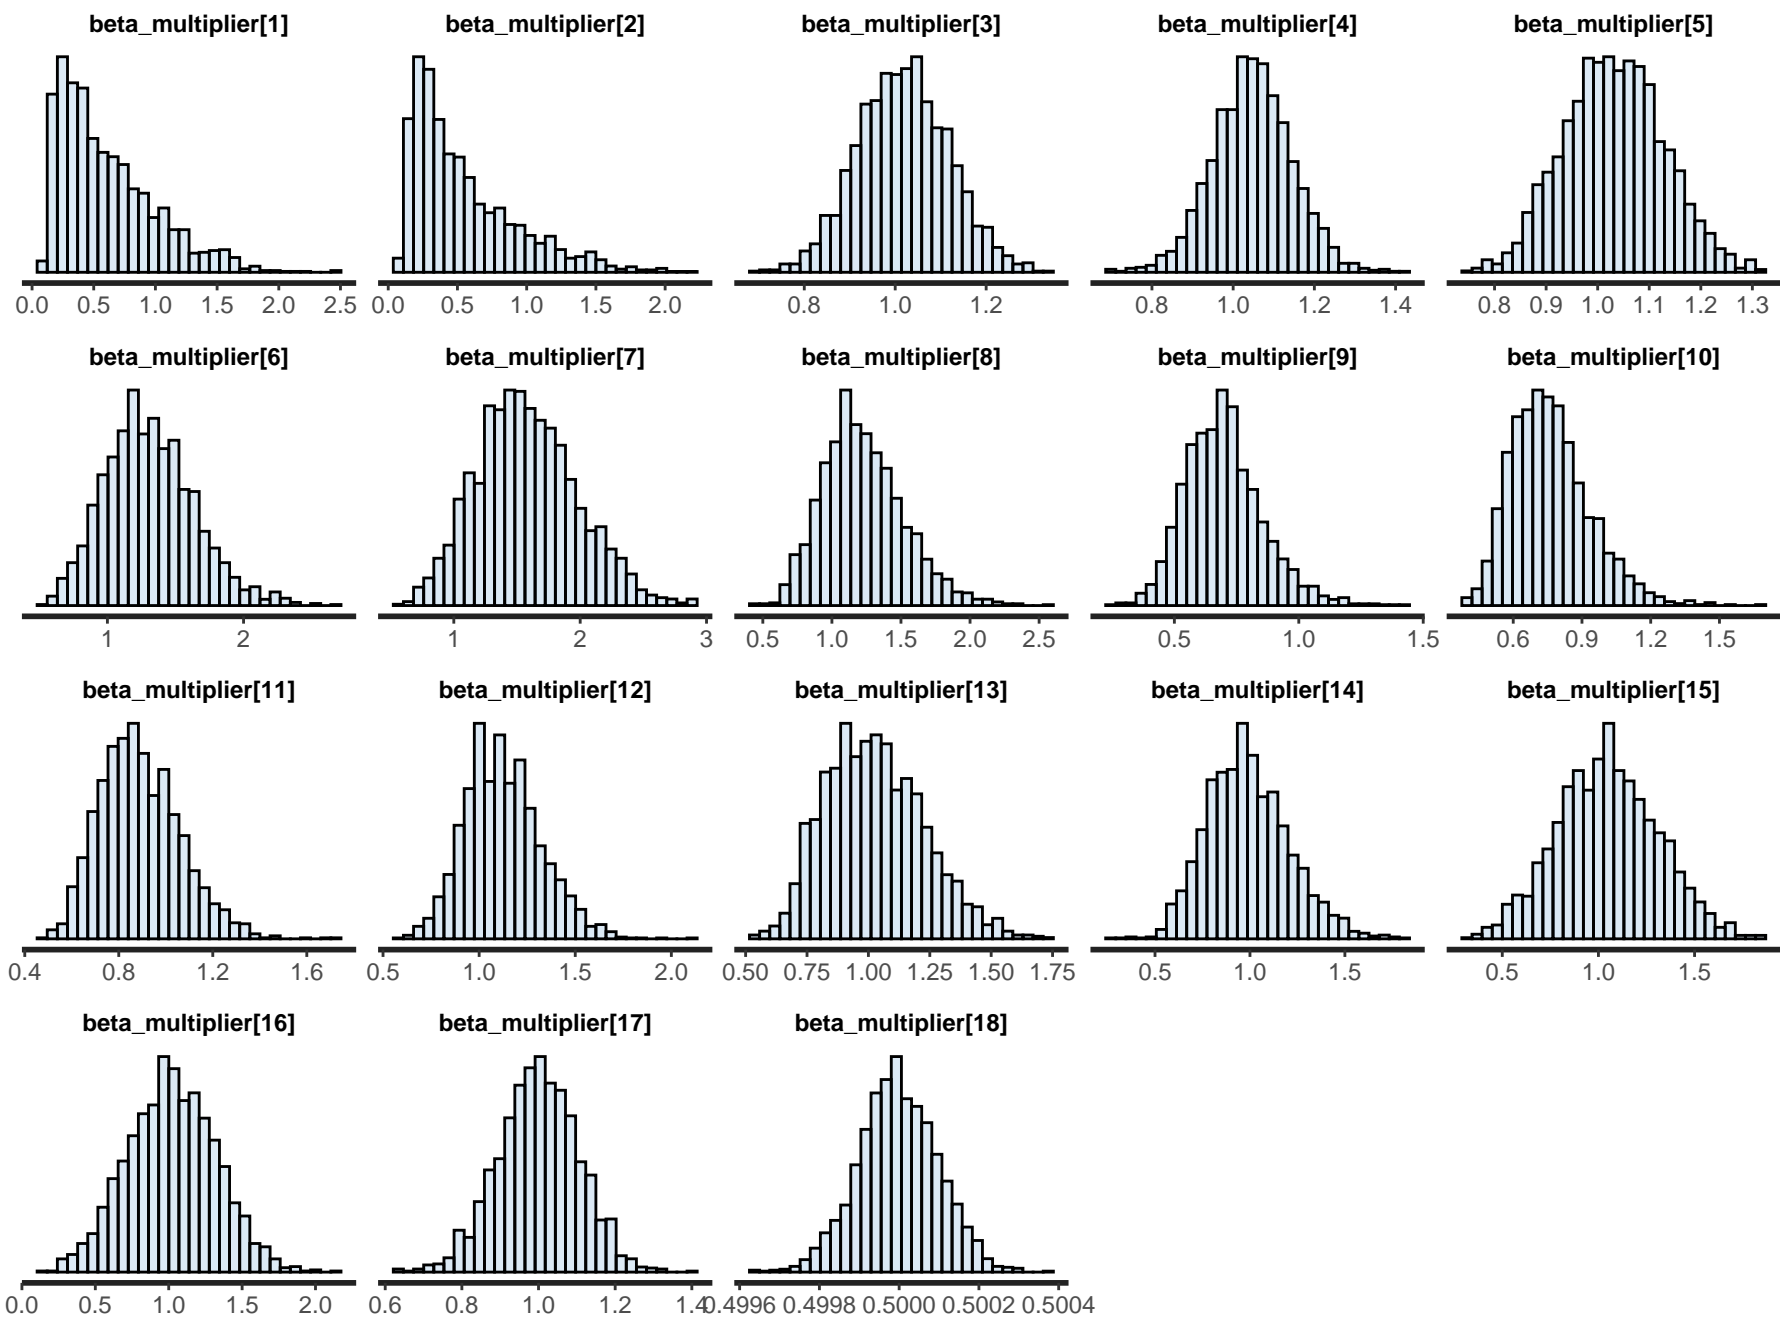 beta_multiplier[1] beta_multiplier[2] beta_multiplier[3] beta_multiplier[4] beta_multiplier[5]
0.0 0.5 1.0 1.5 2.0 2.5 0.0 0.5 1.0 1.5 2.0 0.8 1.0 1.2 0.8 1.0 1.2 1.4 0.8 0.9 1.0 1.1 1.2 1.3
beta_multiplier[6] beta_multiplier[7] beta_multiplier[8] beta_multiplier[9] beta_multiplier[10]
1 2 1 2 3 0.5 1.0 1.5 2.0 2.5 0.5 1.0 1.5 0.6 0.9 1.2 1.5
beta_multiplier[11] beta_multiplier[12] beta_multiplier[13] beta_multiplier[14] beta_multiplier[15]
0.4 0.8 1.2 1.6 0.5 1.0 1.5 2.0 0.50 0.75 1.00 1.25 1.50 1.75 0.5 1.0 1.5 0.5 1.0 1.5
beta_multiplier[16] beta_multiplier[17] beta_multiplier[18]
0.0 0.5 1.0 1.5 2.0 0.6 0.8 1.0 1.2 1.4 0.4996 0.4998 0.5000 0.5002 0.5004